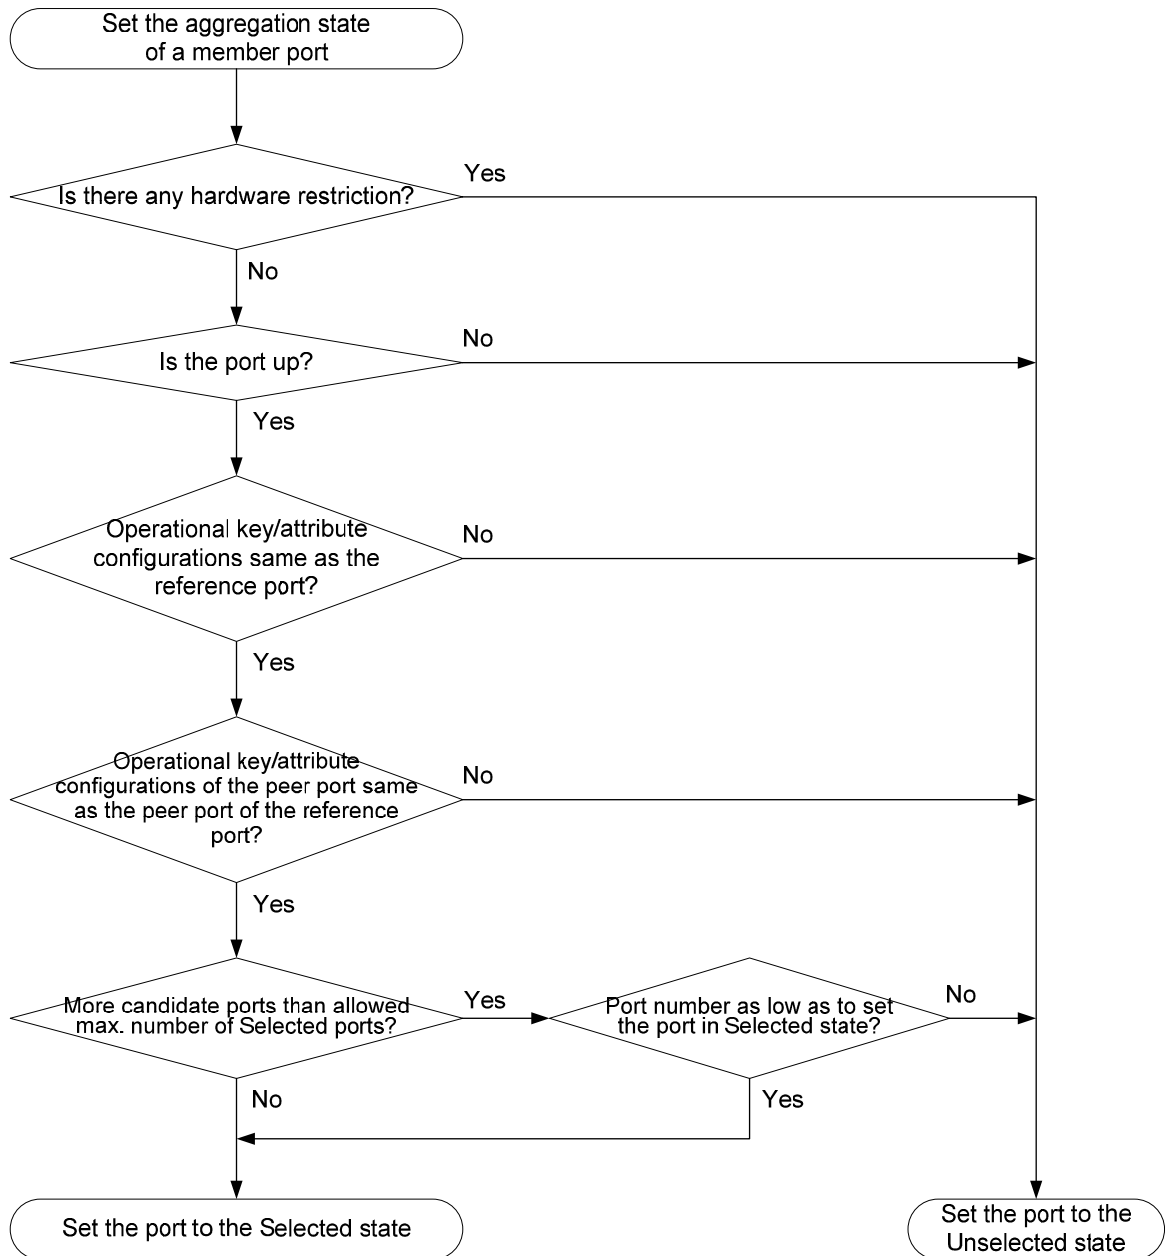 Set the aggregation state
of a member port
Is there any hardware restriction?
Yes
No
Is the port up?
No
Yes
Operational key/attribute
configurations same as the
reference port?
No
Yes
Operational key/attribute
configurations of the peer port same
as the peer port of the reference
port?
No
Yes
More candidate ports than allowed
max. number of Selected ports?
Yes
Port number as low as to set
the port in Selected state?
No
No
Yes
Set the port to the Selected state
Set the port to the
Unselected state